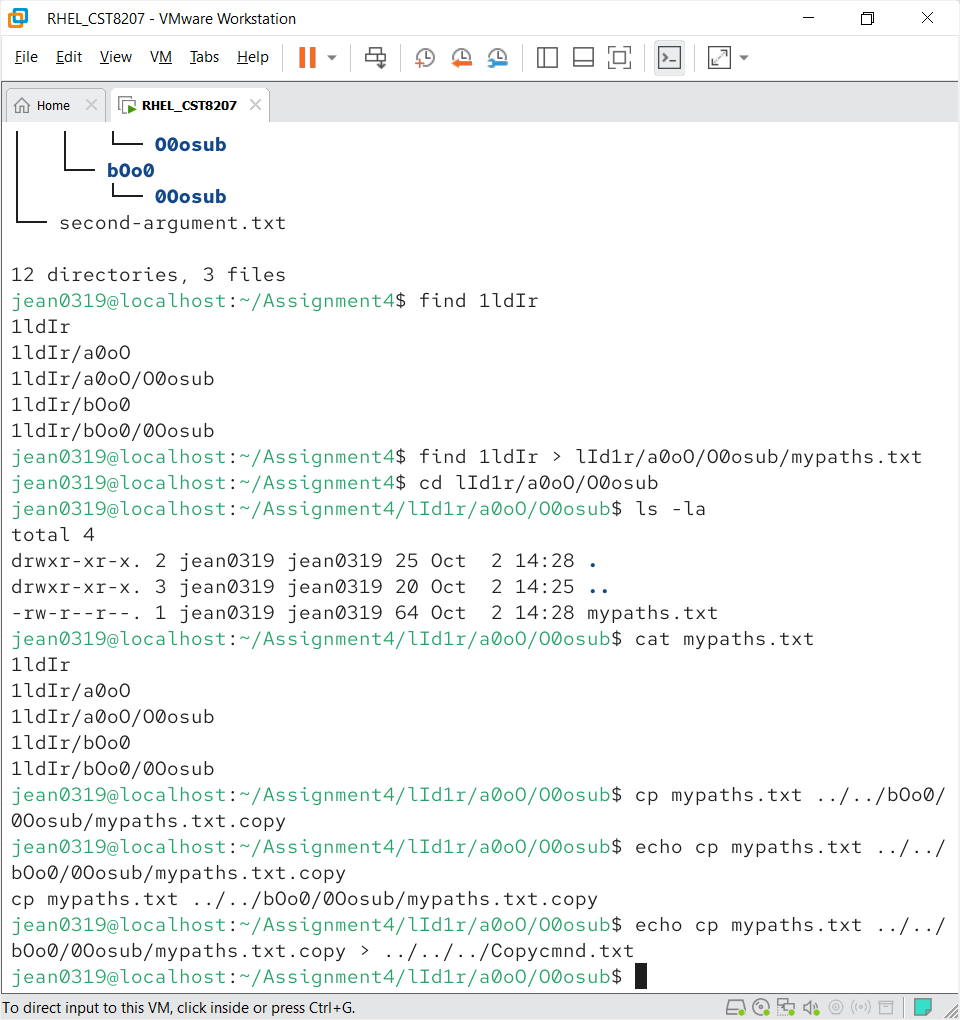 RHEL_CST8207 - VMware Workstation
File Edit View VM Tabs Help
Home RHEL_CST8207
O0osub
bOo0
0Oosub
second-argument.txt
12 directories, 3 files
jean0319@localhost:~/Assignment4$ find 1ldIr
1ldIr
1ldIr/a0oO
1ldIr/a0oO/O0osub
1ldIr/bOo0
1ldIr/bOo0/0Oosub
jean0319@localhost:~/Assignment4$ find 1ldIr > lId1r/a0oO/O0osub/mypaths.txt
jean0319@localhost:~/Assignment4$ cd lId1r/a0oO/O0osub
jean0319@localhost:~/Assignment4/lId1r/a0oO/O0osub$ ls -la
total 4
drwxr-xr-x. 2 jean0319 jean0319 25 Oct  2 14:28 .
drwxr-xr-x. 3 jean0319 jean0319 20 Oct  2 14:25 ..
-rw-r--r--. 1 jean0319 jean0319 64 Oct  2 14:28 mypaths.txt
jean0319@localhost:~/Assignment4/lId1r/a0oO/O0osub$ cat mypaths.txt
1ldIr
1ldIr/a0oO
1ldIr/a0oO/O0osub
1ldIr/bOo0
1ldIr/bOo0/0Oosub
jean0319@localhost:~/Assignment4/lId1r/a0oO/O0osub$ cp mypaths.txt ../../bOo0/
0Oosub/mypaths.txt.copy
jean0319@localhost:~/Assignment4/lId1r/a0oO/O0osub$ echo cp mypaths.txt ../../
bOo0/0Oosub/mypaths.txt.copy
cp mypaths.txt ../../bOo0/0Oosub/mypaths.txt.copy
jean0319@localhost:~/Assignment4/lId1r/a0oO/O0osub$ echo cp mypaths.txt ../../
bOo0/0Oosub/mypaths.txt.copy > ../../../Copycmnd.txt
jean0319@localhost:~/Assignment4/lId1r/a0oO/O0osub$
To direct input to this VM, click inside or press Ctrl+G.